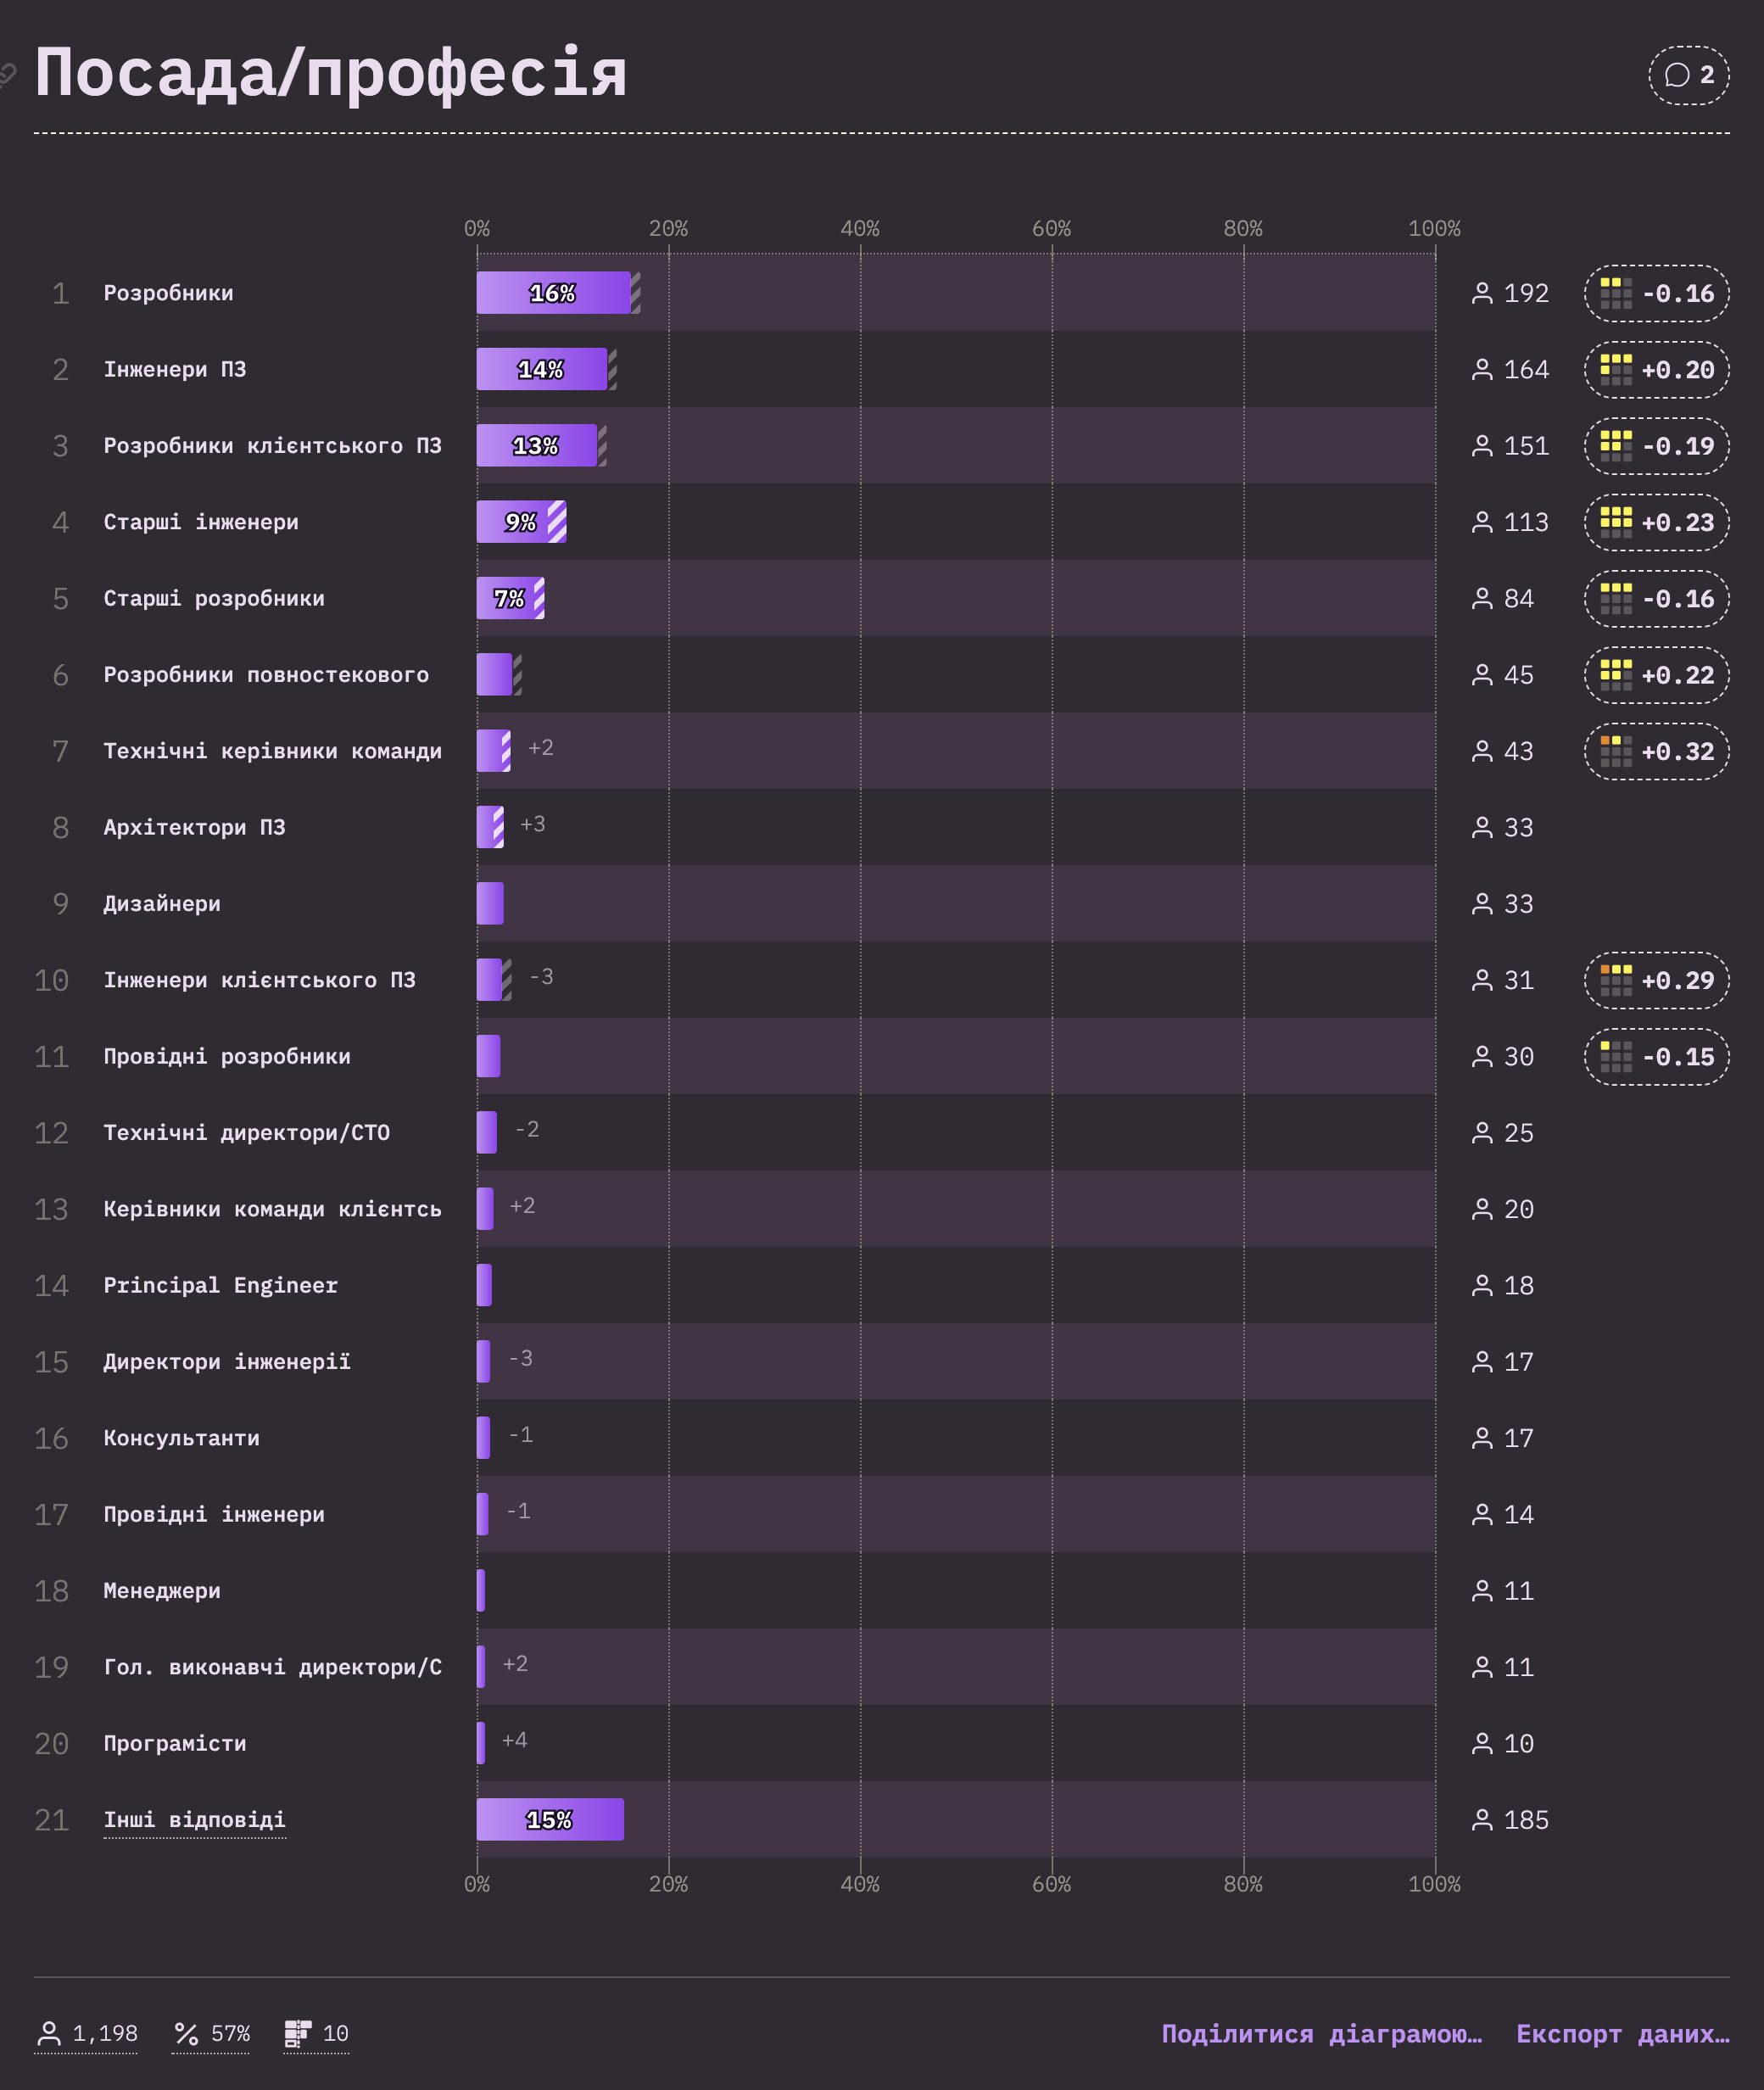 Посада/професія
2
0% 20% 40% 60% 80% 100%
1 Розробники 16% 192 -0.16
2 Інженери ПЗ 14% 164 +0.20
3 Розробники клієнтського ПЗ 13% 151 -0.19
4 Старші інженери 9% 113 +0.23
5 Старші розробники 7% 84 -0.16
6 Розробники повностекового 45 +0.22
7 Технічні керівники команди +2 43 +0.32
8 Архітектори ПЗ +3 33
9 Дизайнери 33
10 Інженери клієнтського ПЗ -3 31 +0.29
11 Провідні розробники 30 -0.15
12 Технічні директори/CTO -2 25
13 Керівники команди клієнтсь +2 20
14 Principal Engineer 18
15 Директори інженерії -3 17
16 Консультанти -1 17
17 Провідні інженери -1 14
18 Менеджери 11
19 Гол. виконавчі директори/C +2 11
20 Програмісти +4 10
21 Інші відповіді 15% 185
0% 20% 40% 60% 80% 100%
1,198 57% 10 Поділитися діаграмою… Експорт даних…